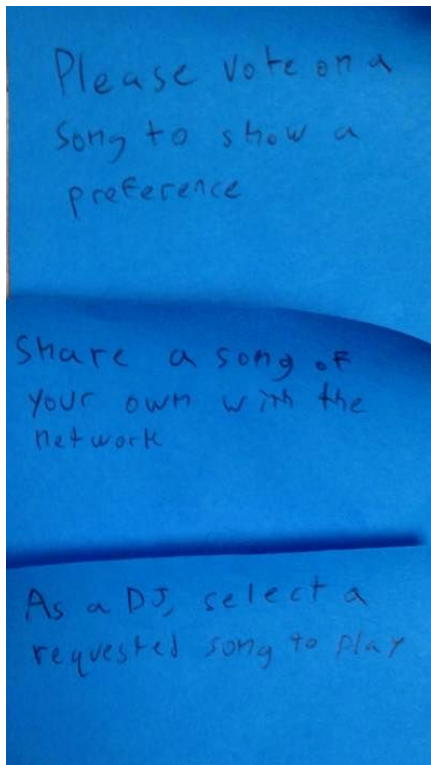 Please vote on a
song to show a
preference
Share a song of
your own with the
network
As a DJ, select a
requested song to play